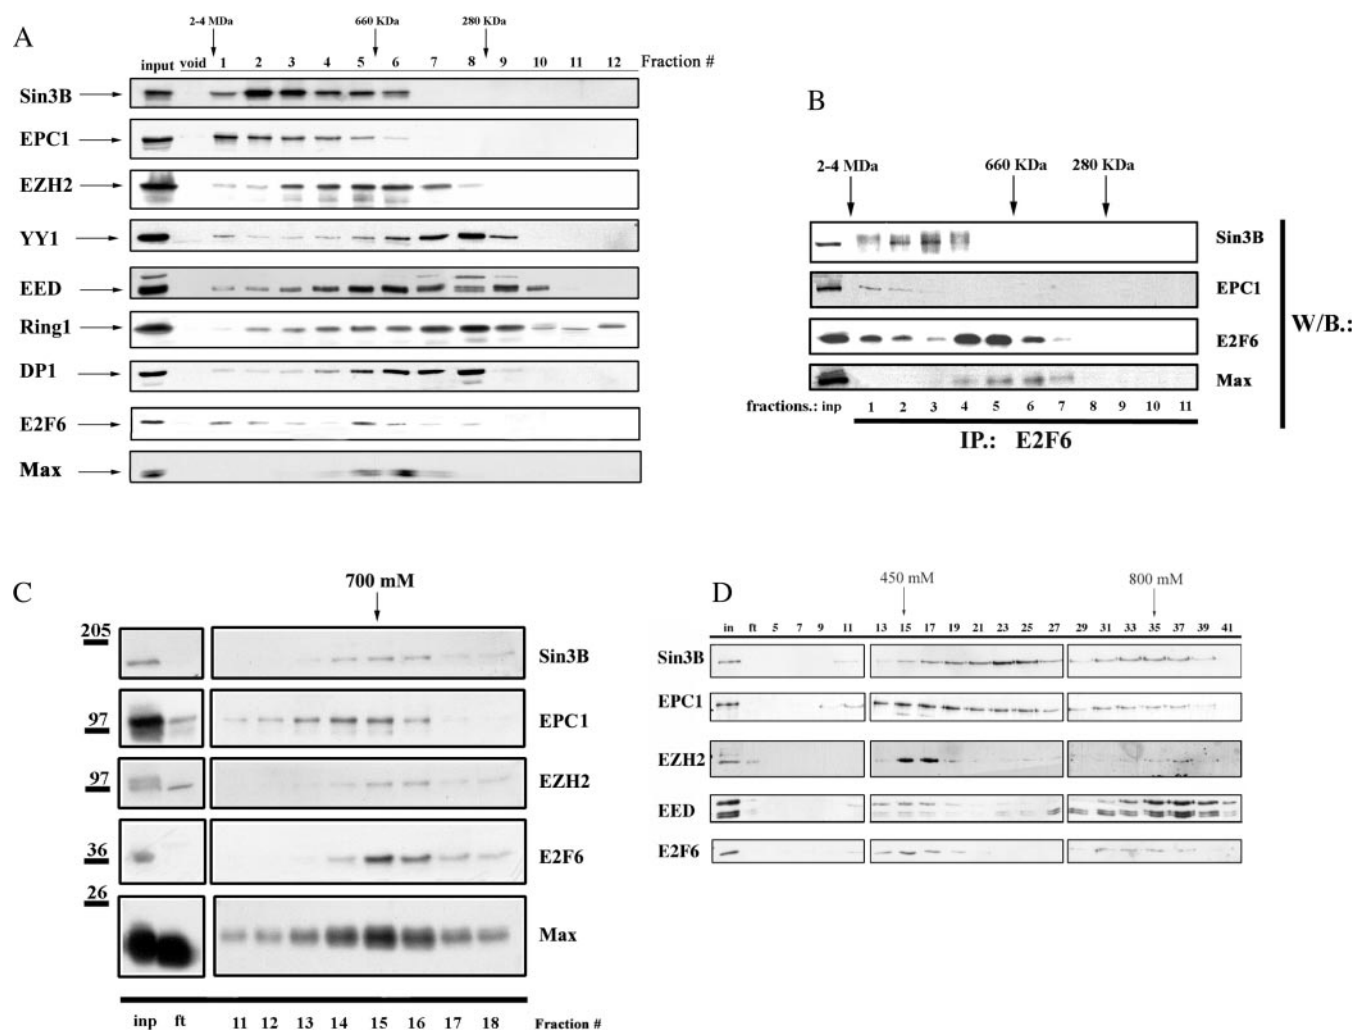 A
2-4 MDa 660 KDa 280 KDa
input void 1 2 3 4 5 6 7 8 9 10 11 12 Fraction #
Sin3B
EPC1
EZH2
YY1
EED
Ring1
DP1
E2F6
Max
B
2-4 MDa 660 KDa 280 KDa
Sin3B
EPC1
E2F6
Max
W/B.:
fractions.: inp 1 2 3 4 5 6 7 8 9 10 11
IP.: E2F6
C
700 mM
205
Sin3B
97 EPC1
97 EZH2
36 E2F6
26
Max
inp ft 11 12 13 14 15 16 17 18 Fraction #
D
450 mM 800 mM
in ft 5 7 9 11 13 15 17 19 21 23 25 27 29 31 33 35 37 39 41
Sin3B
EPC1
EZH2
EED
E2F6